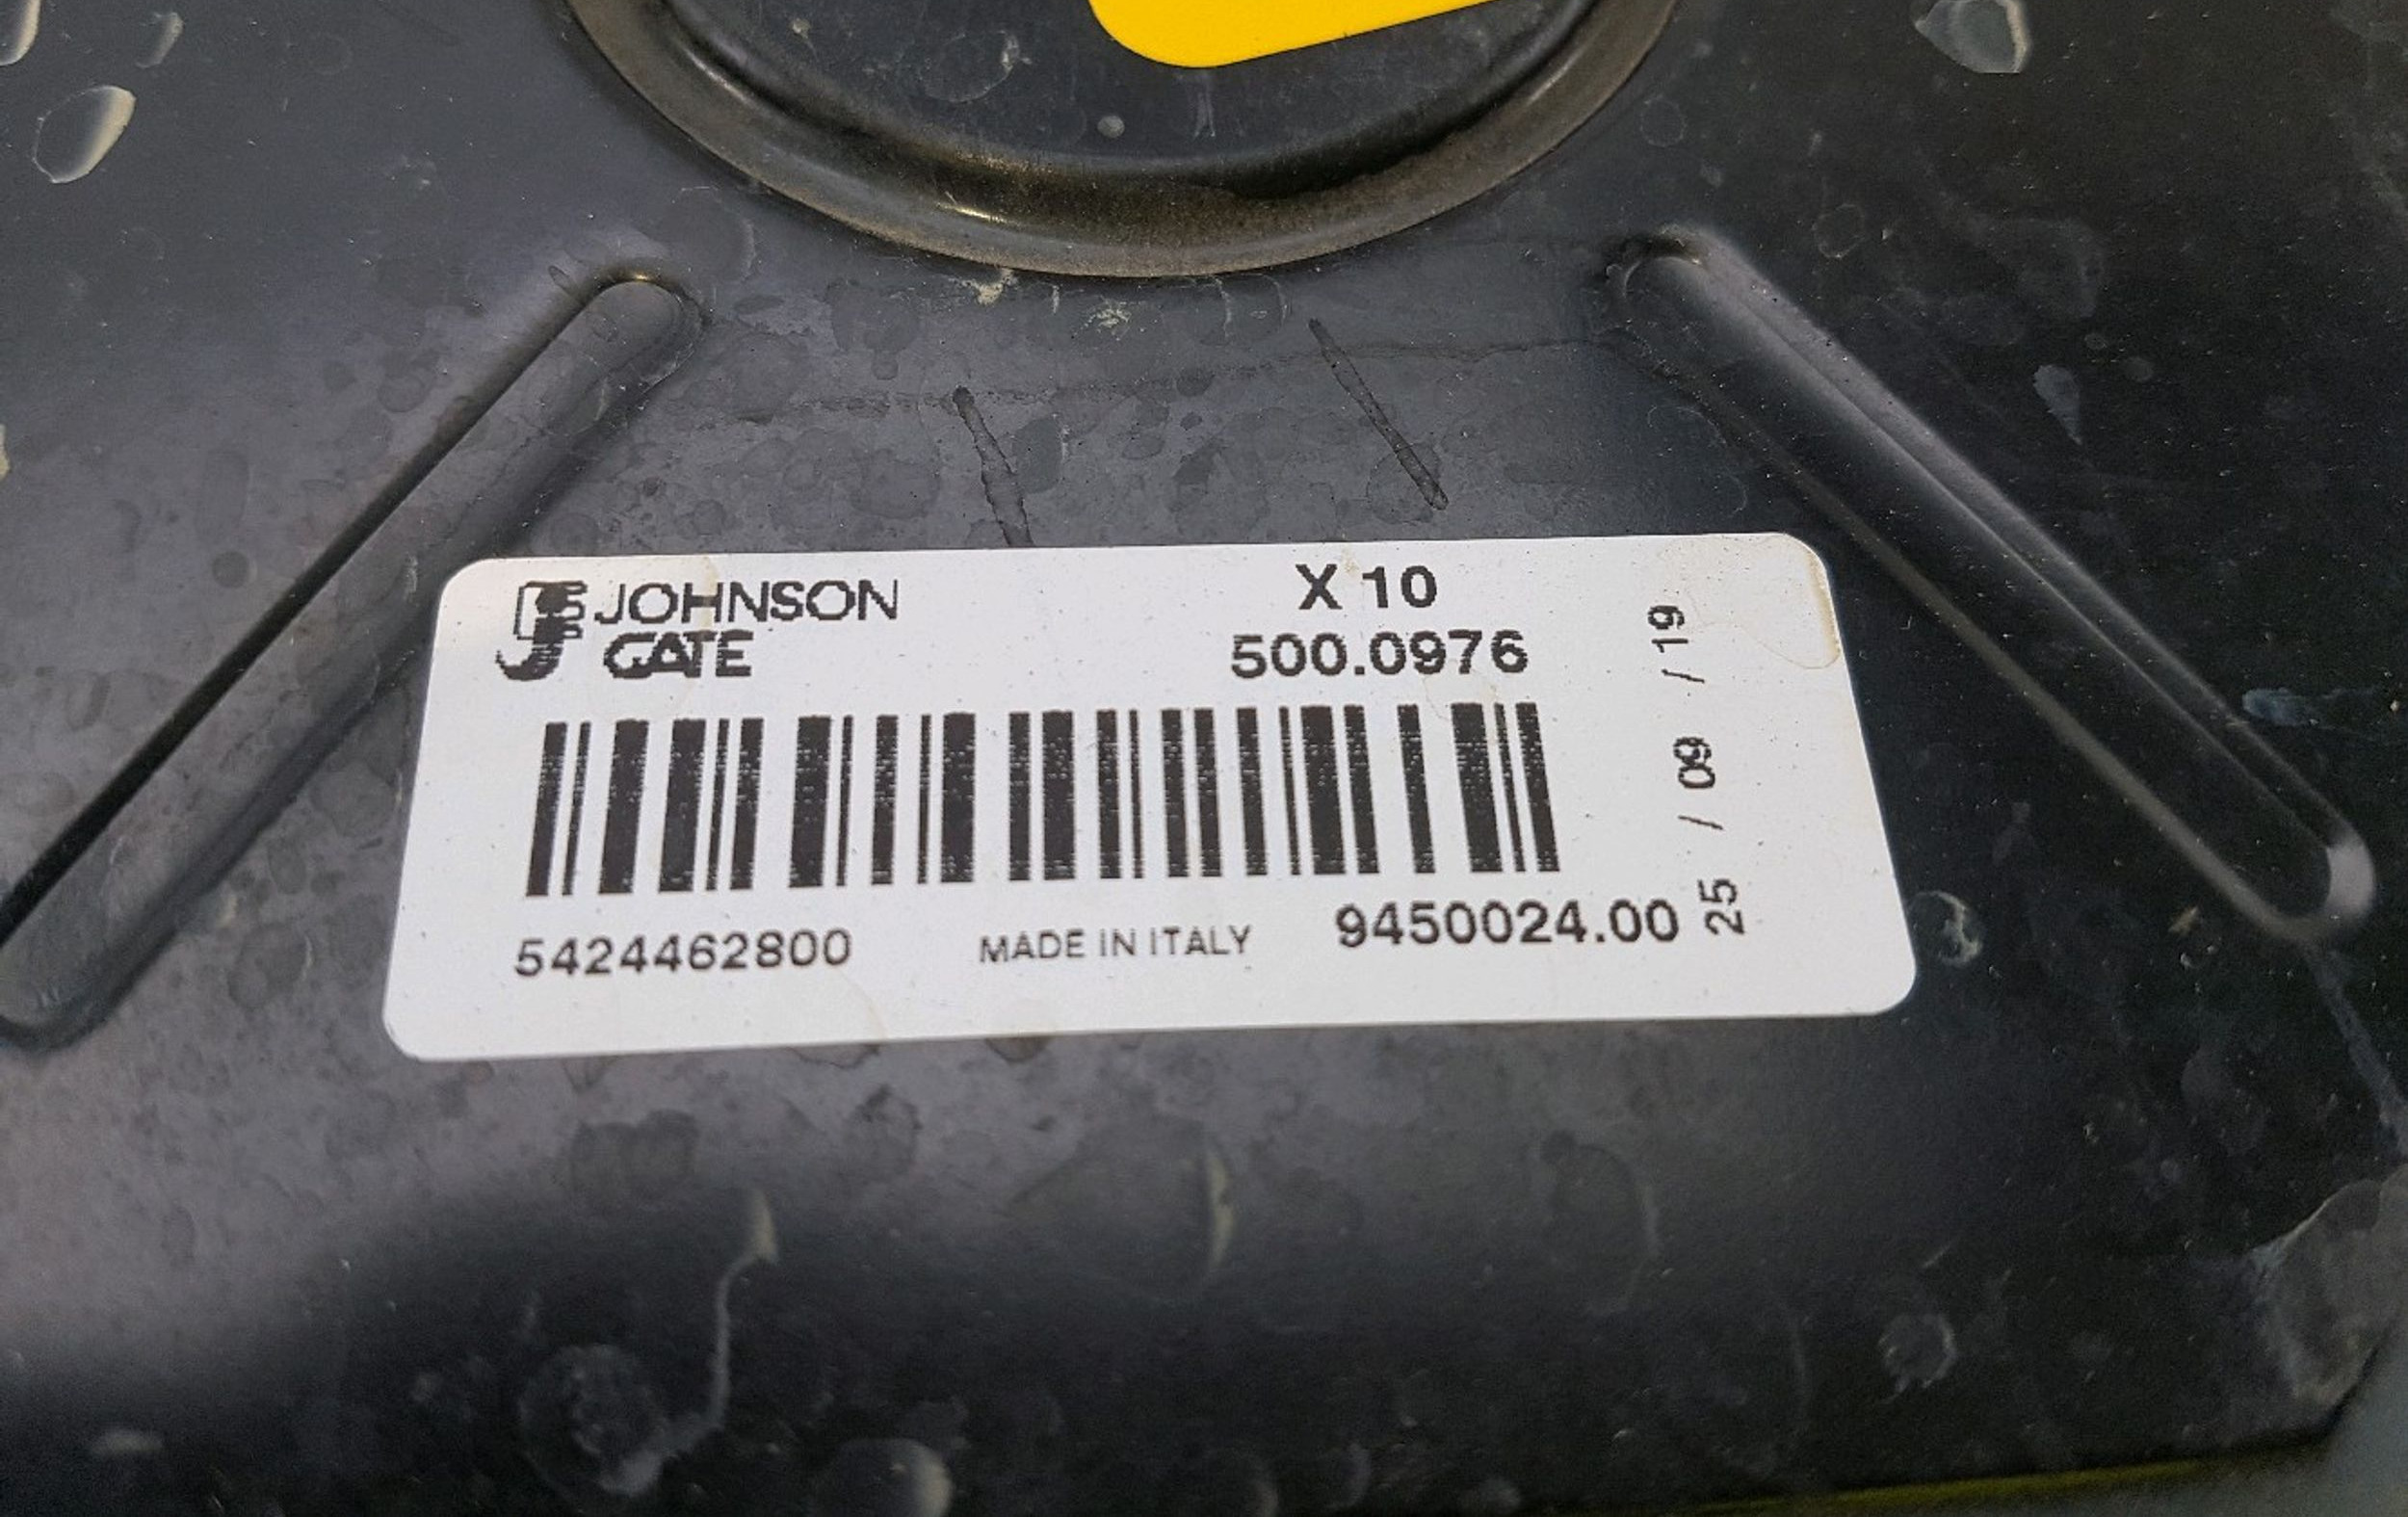 JOHNSON
GATE
X 10
500.0976
5424462800
MADE IN ITALY
9450024.00
25 / 09 / 19